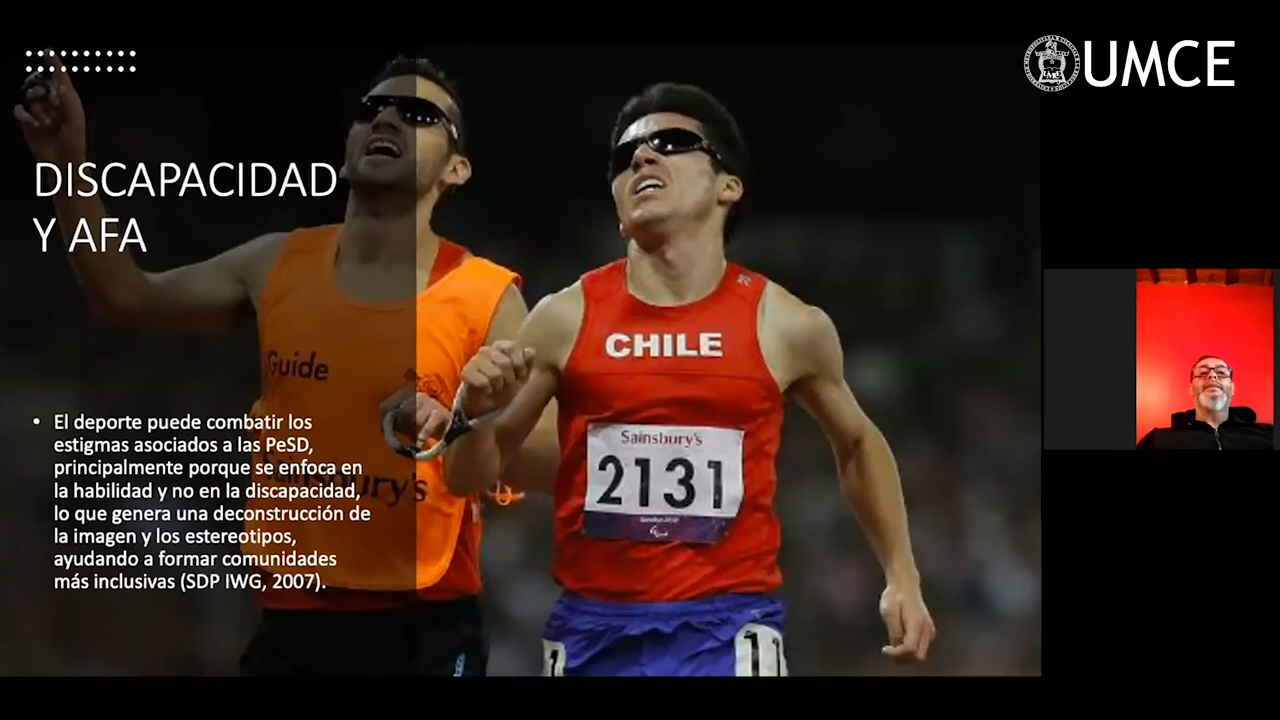 UMCE
DISCAPACIDAD
Y AFA
• El deporte puede combatir los
estigmas asociados a las PeSD,
principalmente porque se enfoca en
la habilidad y no en la discapacidad,
lo que genera una deconstrucción de
la imagen y los estereotipos,
ayudando a formar comunidades
más inclusivas (SDP IWG, 2007).
Guide
Sainsbury's
CHILE
Sainsbury's
2131
11